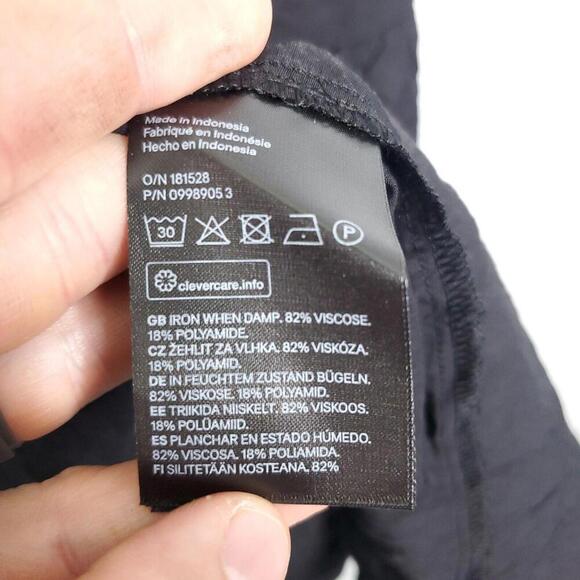 Made in Indonesia
Fabriqué en Indonésie
Hecho en Indonesia
O/N 181528
P/N 0998905 3
30 P
clevercare.info
GB IRON WHEN DAMP. 82% VISCOSE.
18% POLYAMIDE.
CZ ŽEHLIT ZA VLHKA. 82% VISKÓZA.
18% POLYAMID.
DE IN FEUCHTEM ZUSTAND BÜGELN.
82% VISKOSE. 18% POLYAMID.
EE TRIIKIDA NIISKELT. 82% VISKOOS.
18% POLÜAMIID.
ES PLANCHAR EN ESTADO HÚMEDO.
82% VISCOSA. 18% POLIAMIDA.
FI SILITETÄÄN KOSTEANA. 82%